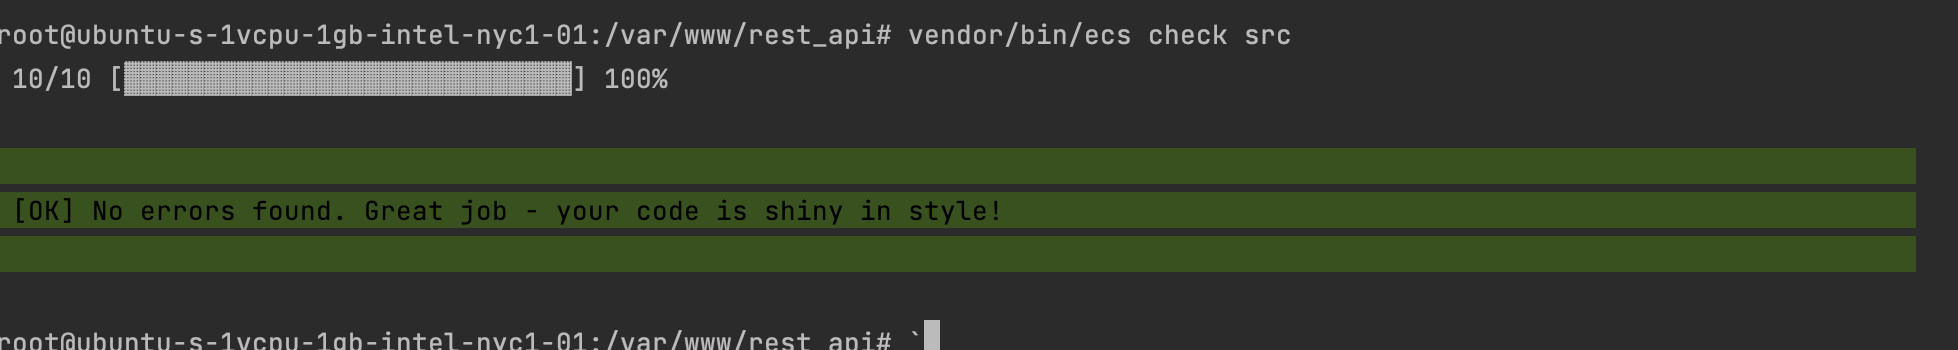 root@ubuntu-s-1vcpu-1gb-intel-nyc1-01:/var/www/rest_api# vendor/bin/ecs check src
10/10 [▓▓▓▓▓▓▓▓▓▓▓▓▓▓▓▓▓▓▓▓▓▓▓▓▓▓▓▓] 100%
[OK] No errors found. Great job - your code is shiny in style!
root@ubuntu-s-1vcpu-1gb-intel-nyc1-01:/var/www/rest_api# `